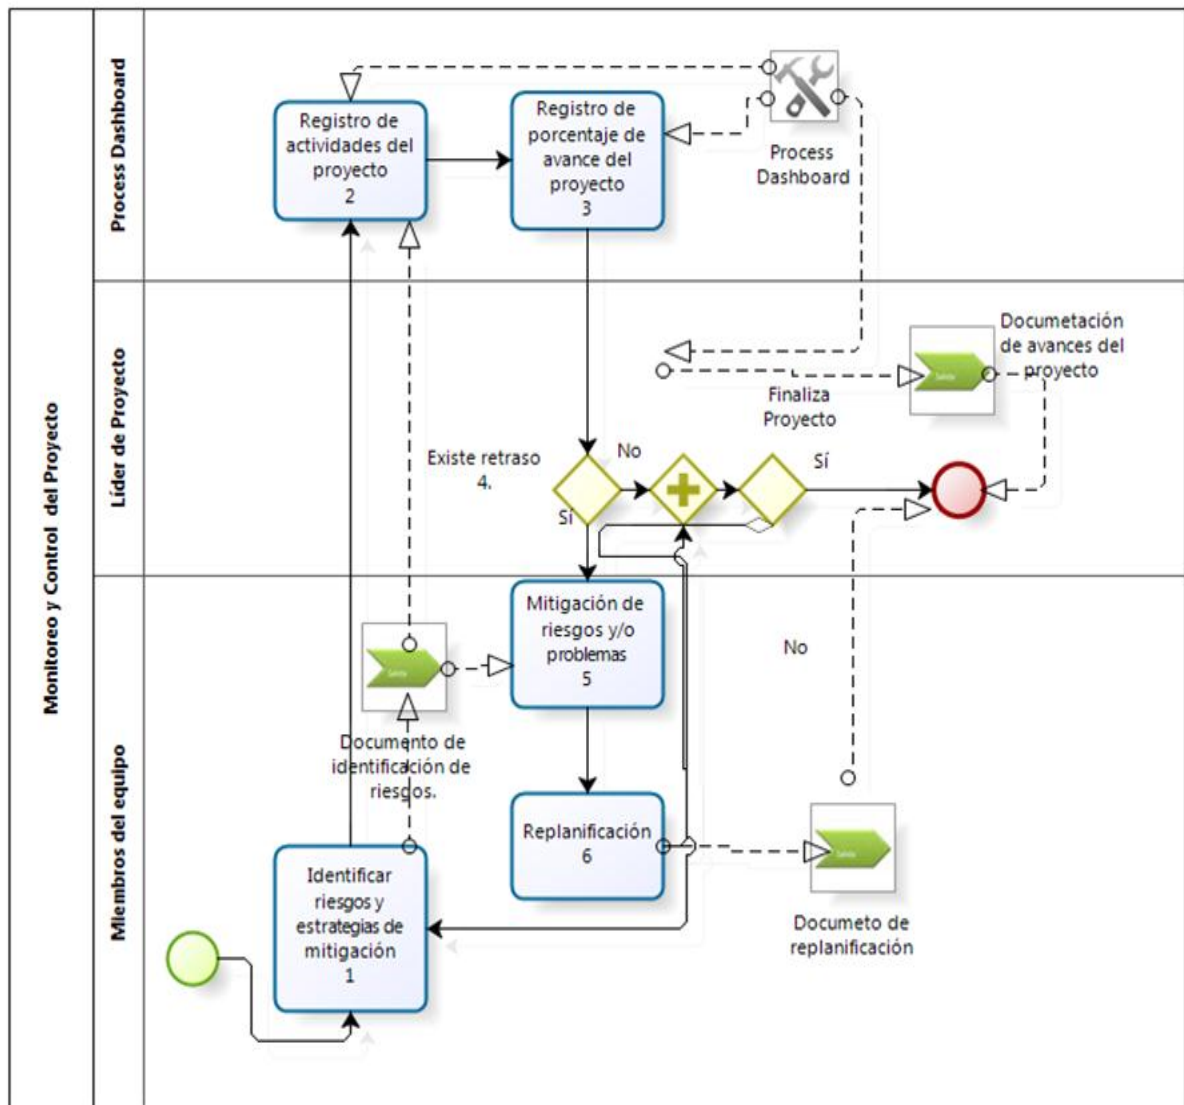 Monitoreo y Control del Proyecto
Process Dashboard
Registro de
actividades del
proyecto
2
Registro de
porcentaje de
avance del
proyecto
3
Process
Dashboard
Líder de Proyecto
Documetación
de avances del
proyecto
Finaliza
Proyecto
Existe retraso
4.
No
Sí
Sí
Miembros del equipo
Mitigación de
riesgos y/o
problemas
5
No
Documento de
identificación de
riesgos.
Replanificación
6
Identificar
riesgos y
estrategias de
mitigación
1
Documeto de
replanificación